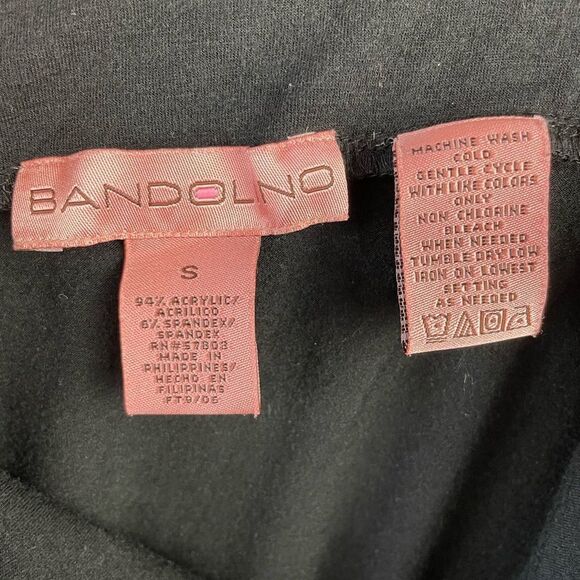 BANDOLNO
S
94% ACRYLIC/
ACRILICO
6% SPANDEX/
SPANDEX
RN#57803
MADE IN
PHILIPPINES/
HECHO EN
FILIPINAS
FT9/05
MACHINE WASH
COLD
GENTLE CYCLE
WITH LIKE COLORS
ONLY
NON CHLORINE
BLEACH
WHEN NEEDED
TUMBLE DRY LOW
IRON ON LOWEST
SETTING
AS NEEDED